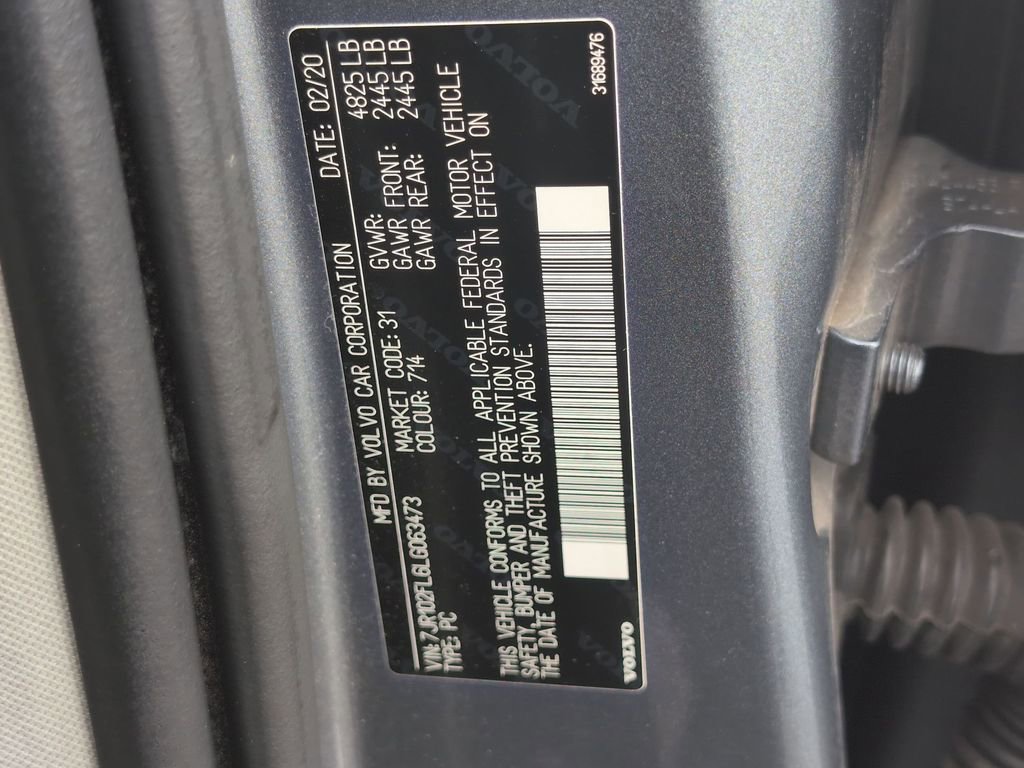 MFD BY VOLVO CAR CORPORATION DATE: 02/20
VIN: 7JR102FLGLG063473 MARKET CODE: 31 GVWR: 4825 LB
TYPE: PC COLOUR: 714 GAWR FRONT: 2445 LB
GAWR REAR: 2445 LB
THIS VEHICLE CONFORMS TO ALL APPLICABLE FEDERAL MOTOR VEHICLE
SAFETY, BUMPER AND THEFT PREVENTION STANDARDS IN EFFECT ON
THE DATE OF MANUFACTURE SHOWN ABOVE.
VOLVO 31689476